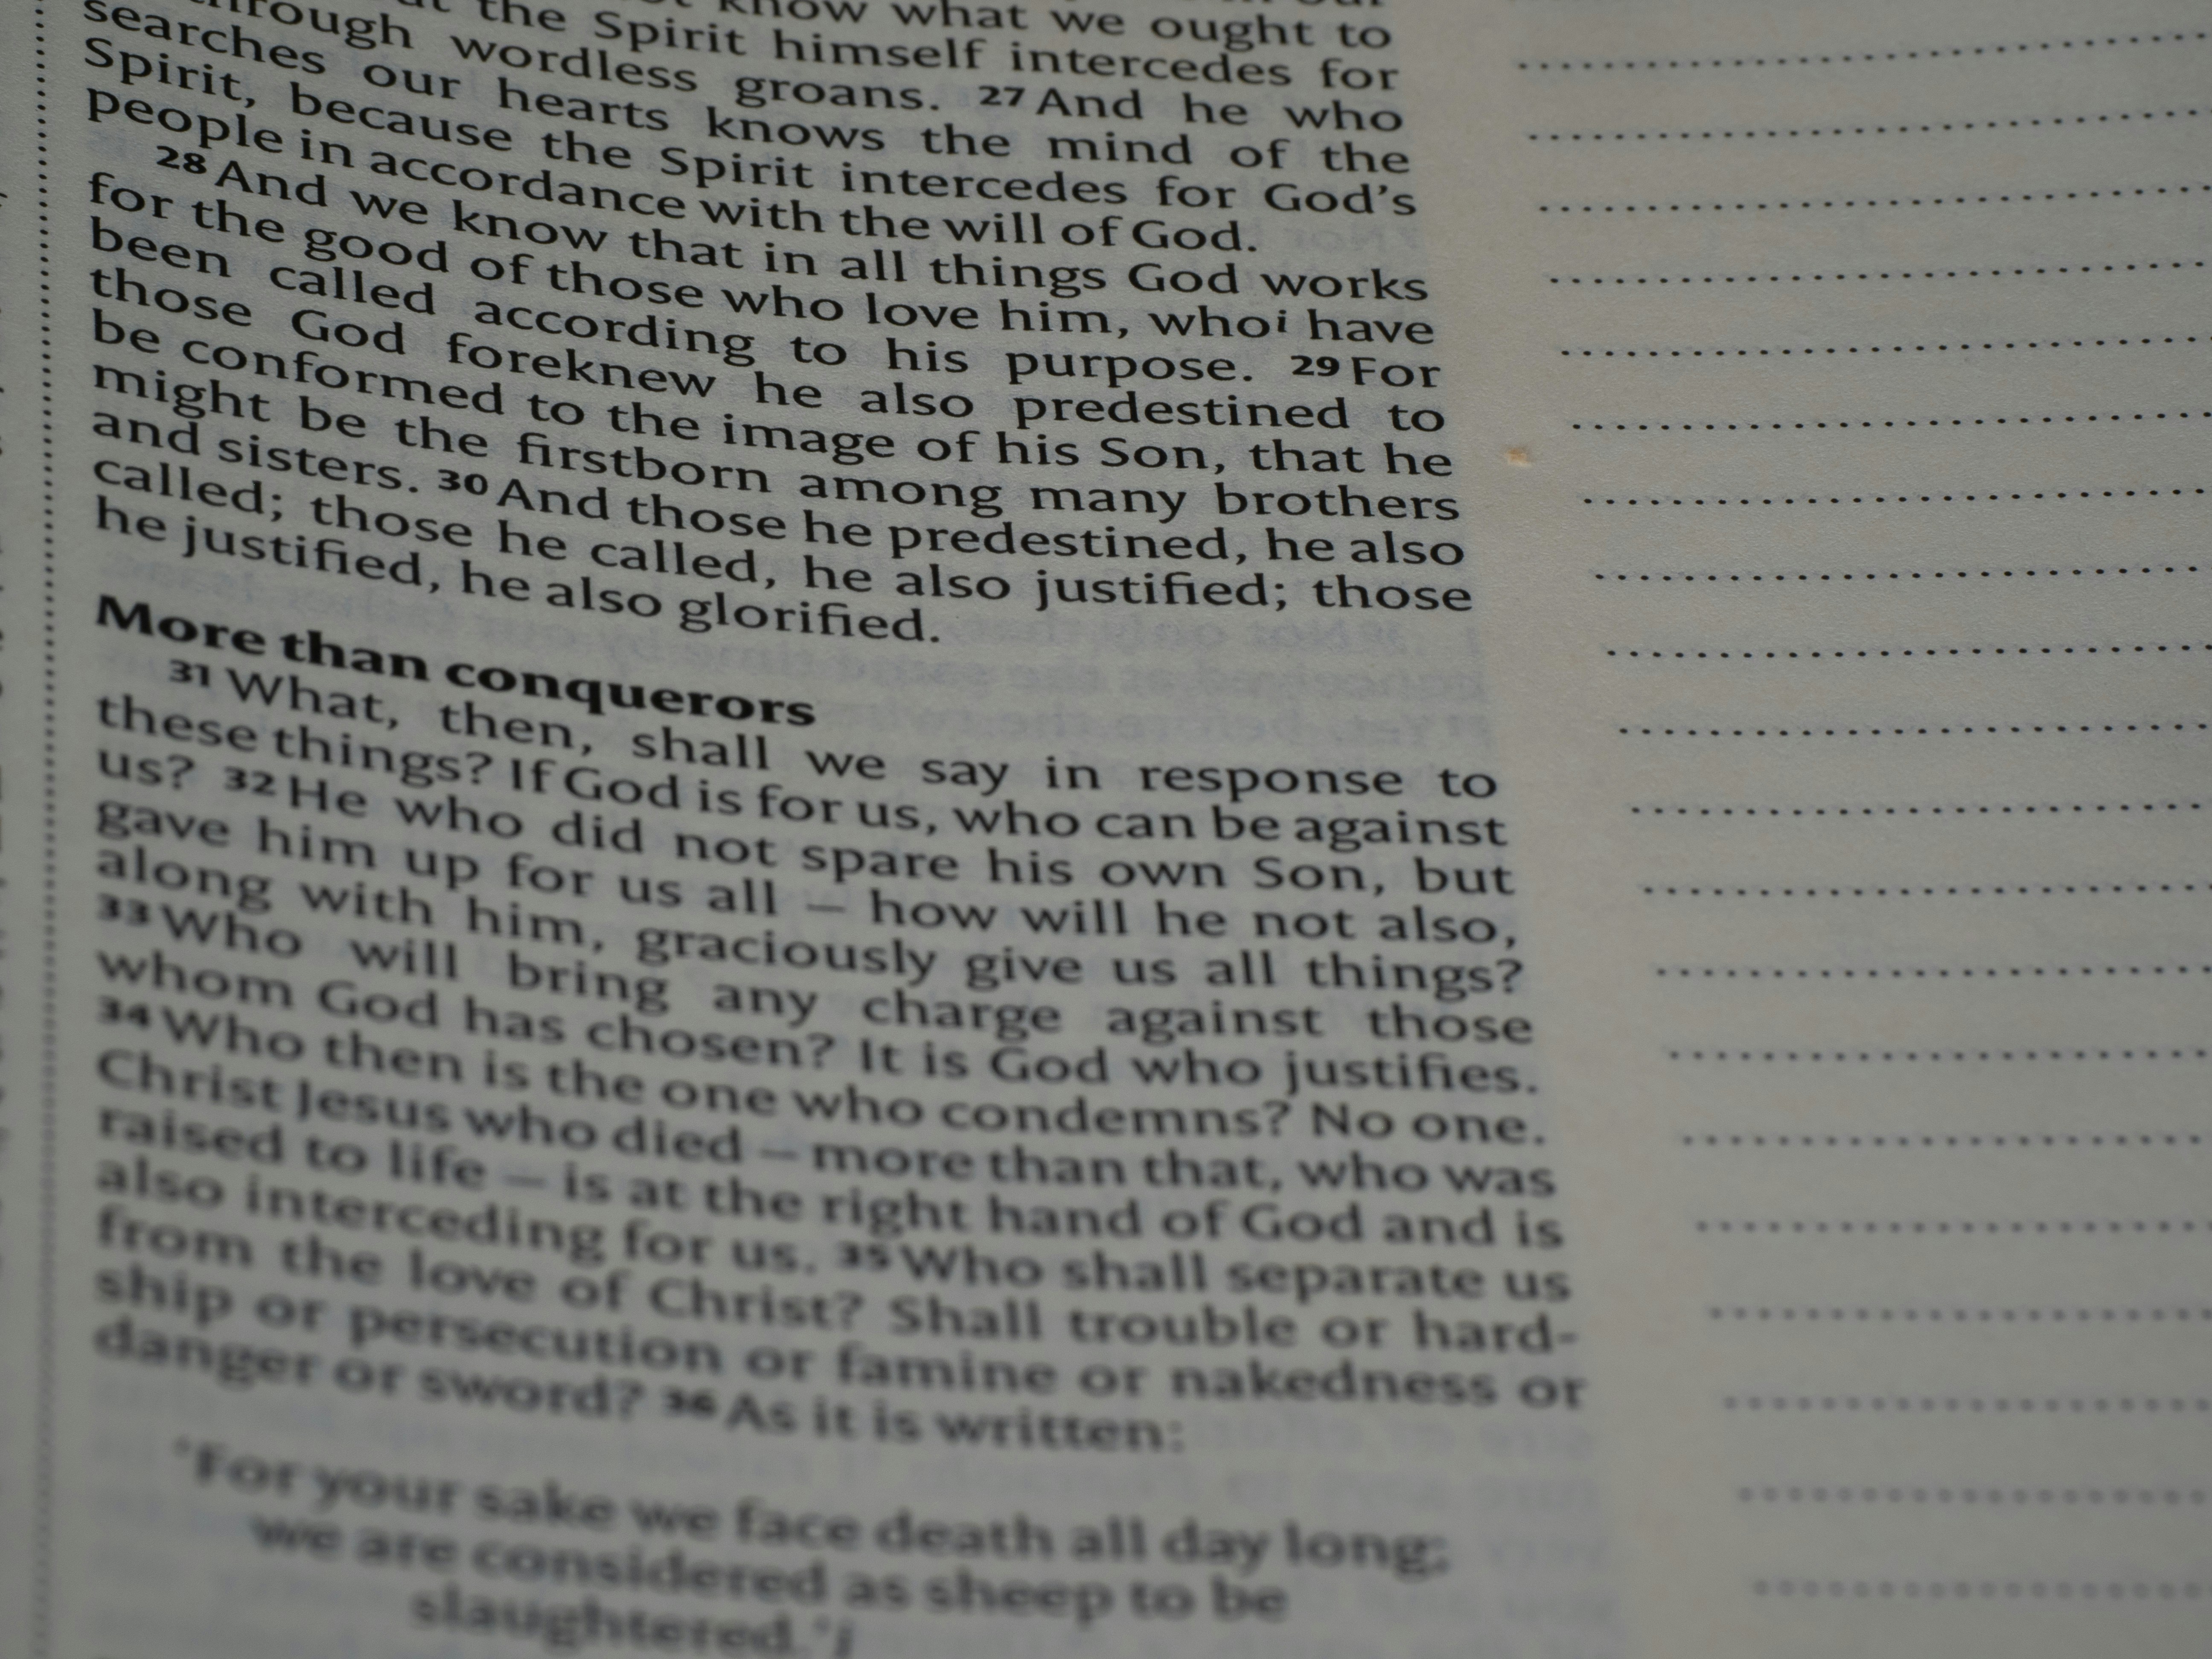 know what we ought to
the Spirit himself intercedes for
through wordless groans. 27 And he who
searches our hearts knows the mind of the
Spirit, because the Spirit intercedes for God's
people in accordance with the will of God.
28 And we know that in all things God works
for the good of those who love him, whoi have
been called according to his purpose. 29 For
those God foreknew he also predestined to
be conformed to the image of his Son, that he
might be the firstborn among many brothers
and sisters. 30 And those he predestined, he also
called; those he called, he also justified; those
he justified, he also glorified.
More than conquerors
31 What, then, shall we say in response to
these things? If God is for us, who can be against
us? 32 He who did not spare his own Son, but
gave him up for us all – how will he not also,
along with him, graciously give us all things?
33 Who will bring any charge against those
whom God has chosen? It is God who justifies.
34 Who then is the one who condemns? No one.
Christ Jesus who died – more than that, who was
raised to life – is at the right hand of God and is
also interceding for us. 35 Who shall separate us
from the love of Christ? Shall trouble or hard-
ship or persecution or famine or nakedness or
danger or sword? 36 As it is written:
'For your sake we face death all day long;
we are considered as sheep to be
slaughtered.'j